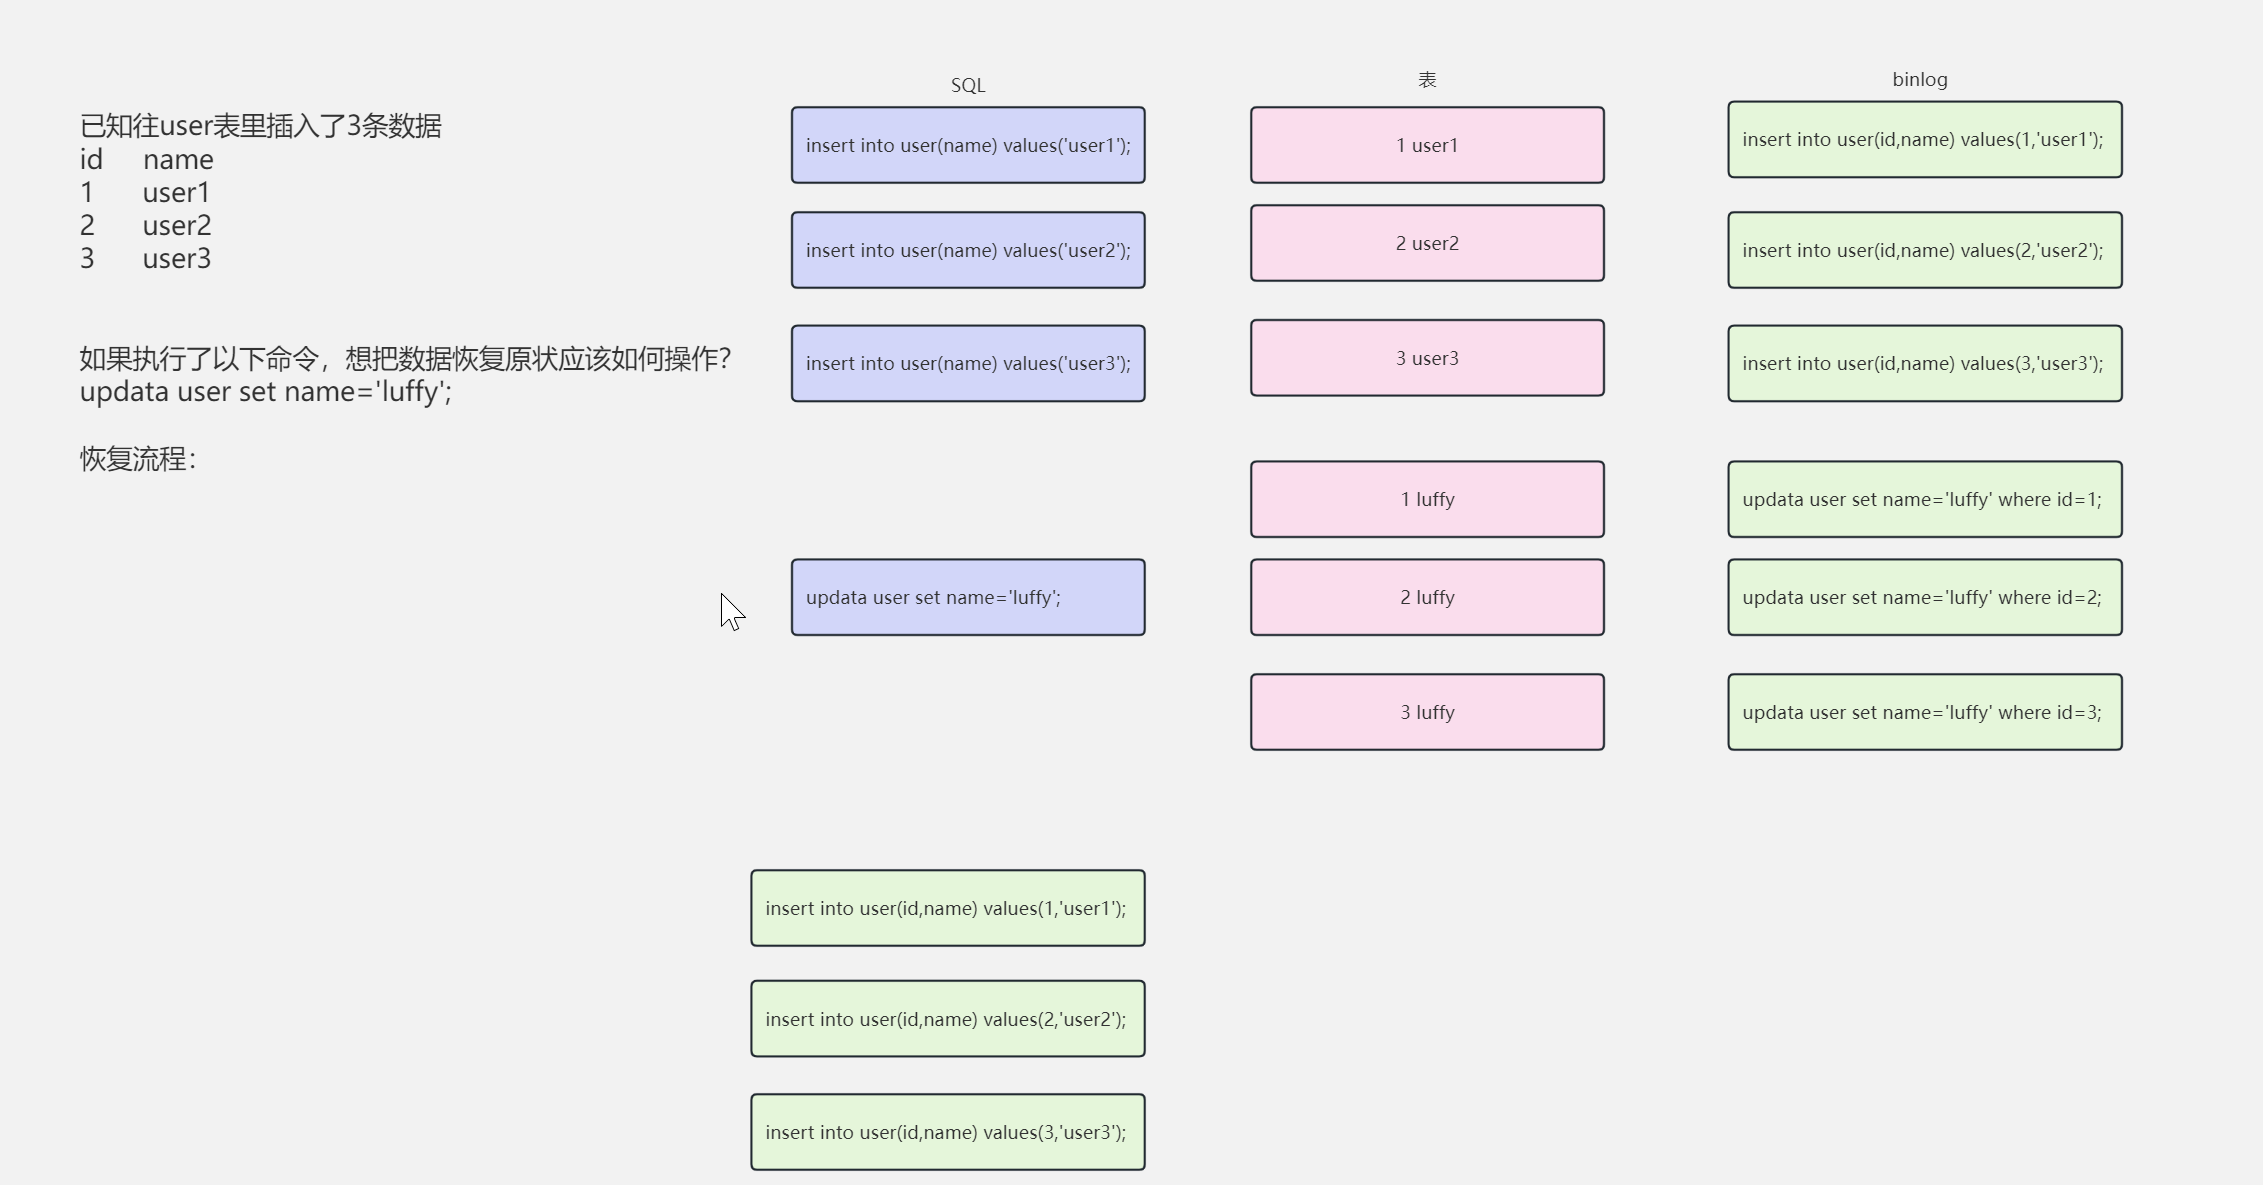 已知往user表里插入了3条数据
id name
1 user1
2 user2
3 user3
如果执行了以下命令，想把数据恢复原状应该如何操作？
updata user set name='luffy';
恢复流程：
SQL
insert into user(name) values('user1');
insert into user(name) values('user2');
insert into user(name) values('user3');
updata user set name='luffy';
表
1 user1
2 user2
3 user3
1 luffy
2 luffy
3 luffy
binlog
insert into user(id,name) values(1,'user1');
insert into user(id,name) values(2,'user2');
insert into user(id,name) values(3,'user3');
updata user set name='luffy' where id=1;
updata user set name='luffy' where id=2;
updata user set name='luffy' where id=3;
insert into user(id,name) values(1,'user1');
insert into user(id,name) values(2,'user2');
insert into user(id,name) values(3,'user3');